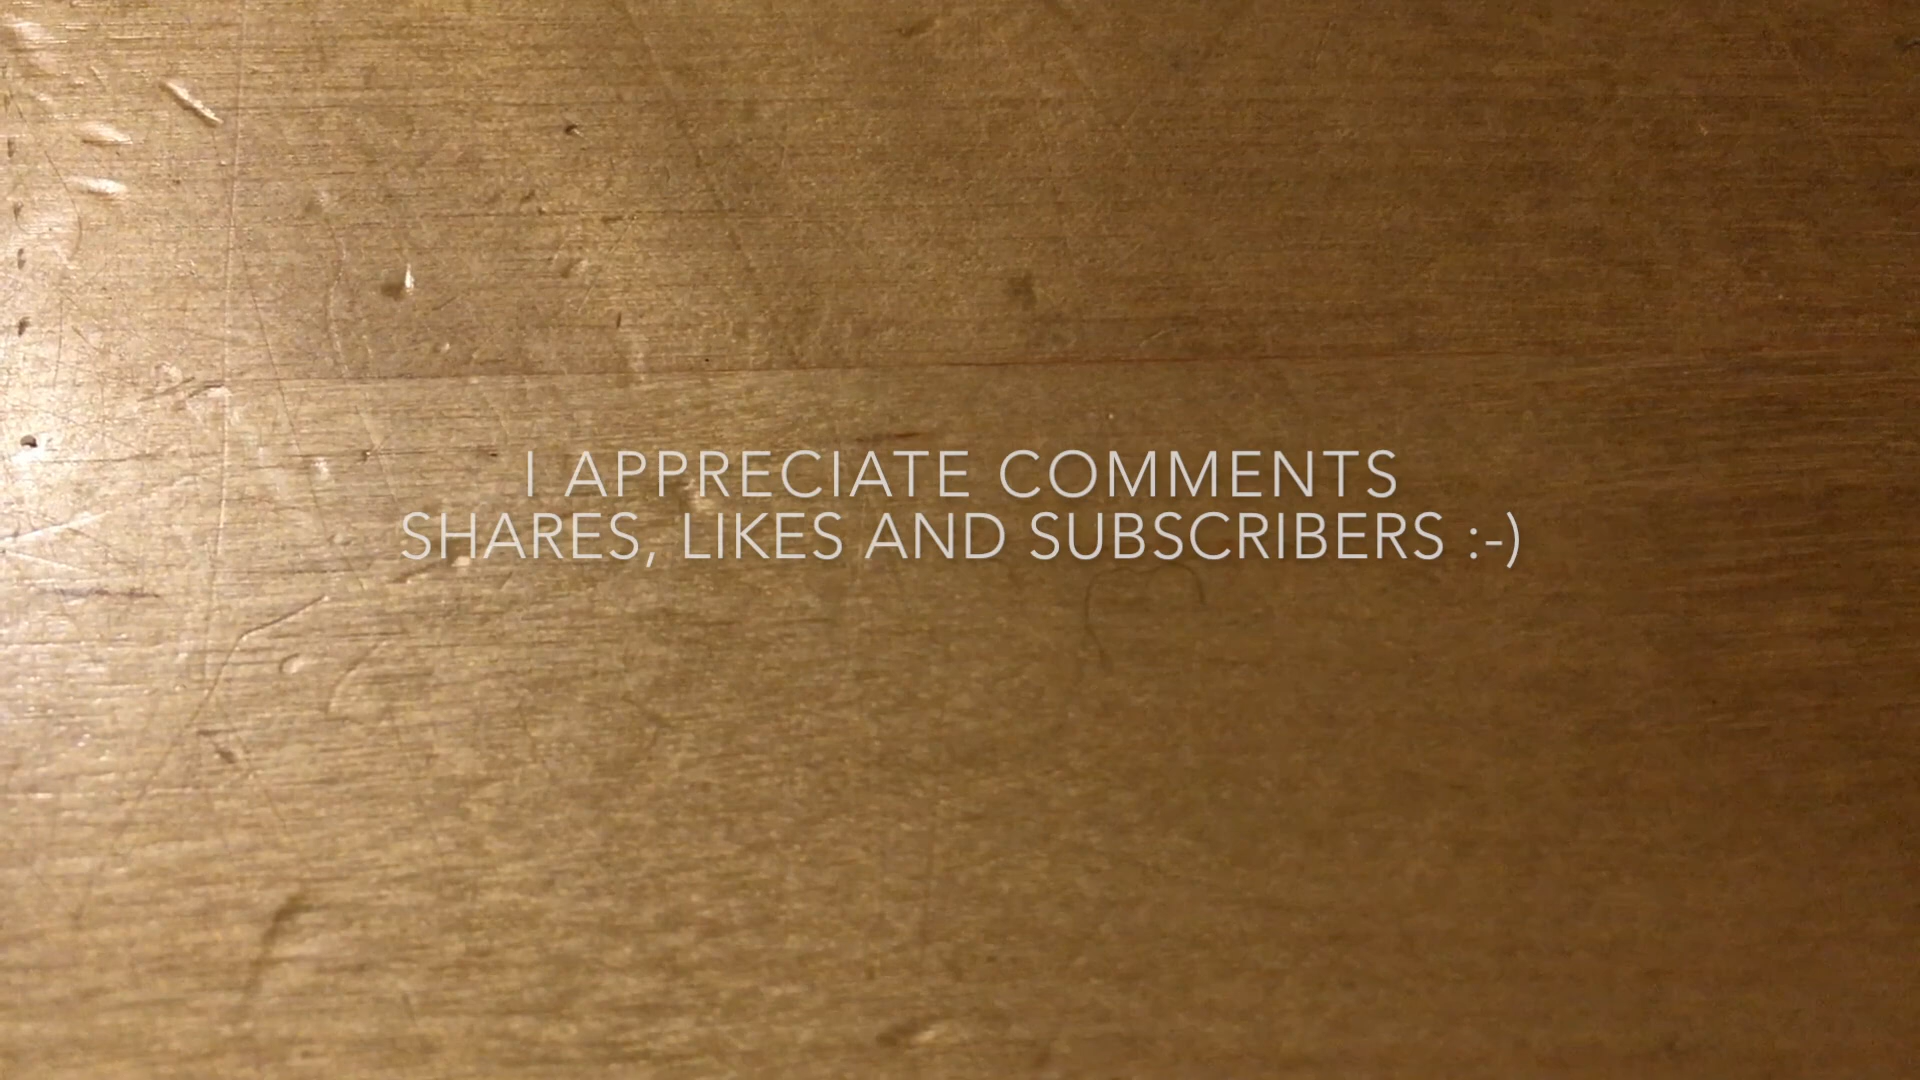 I APPRECIATE COMMENTS
SHARES, LIKES AND SUBSCRIBERS :-)